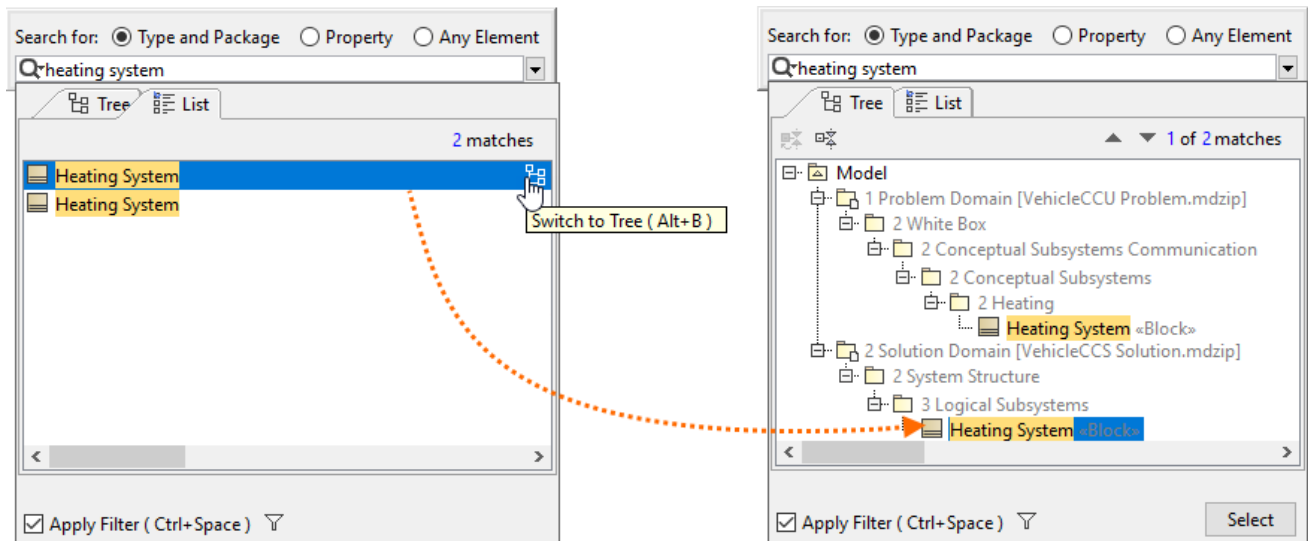 Search for: Type and Package Property Any Element
heating system
Tree List
2 matches
Heating System
Heating System
Switch to Tree ( Alt+B )
Apply Filter ( Ctrl+Space )
Search for: Type and Package Property Any Element
heating system
Tree List
1 of 2 matches
Model
1 Problem Domain [VehicleCCU Problem.mdzip]
2 White Box
2 Conceptual Subsystems Communication
2 Conceptual Subsystems
2 Heating
Heating System «Block»
2 Solution Domain [VehicleCCS Solution.mdzip]
2 System Structure
3 Logical Subsystems
Heating System «Block»
Apply Filter ( Ctrl+Space )
Select